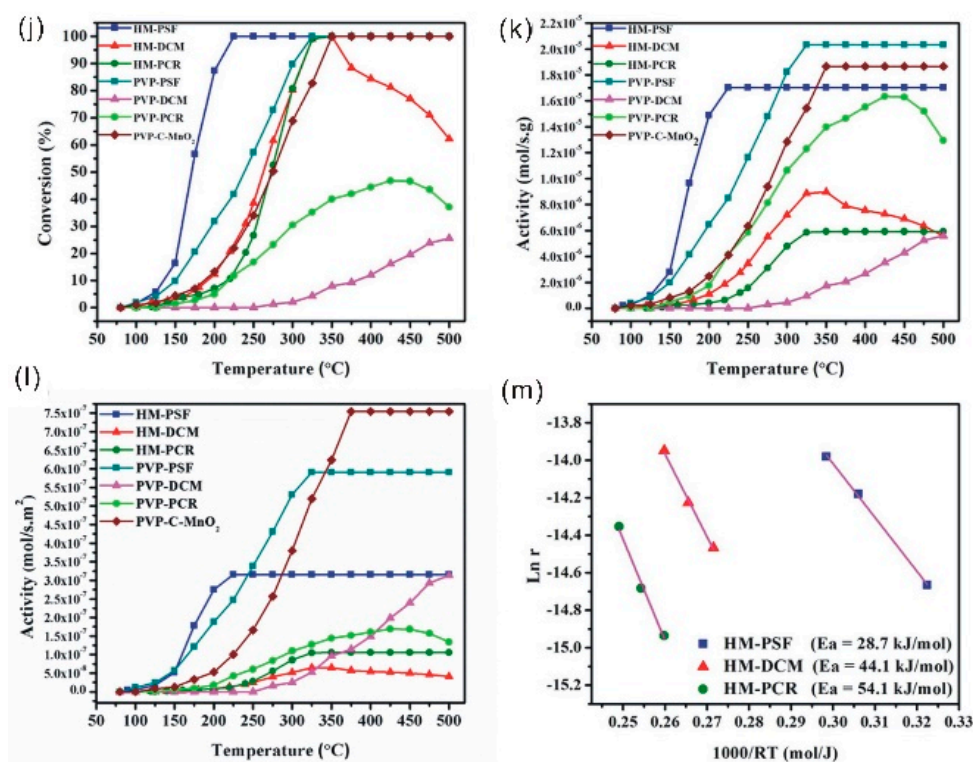 (j)
HM-PSF
HM-DCM
HM-PCR
PVP-PSF
PVP-DCM
PVP-PCR
PVP-C-MnO₂
100
90
80
70
60
50
40
30
20
10
0
Conversion (%)
50 100 150 200 250 300 350 400 450 500
Temperature (°C)
(k)
HM-PSF
HM-DCM
HM-PCR
PVP-PSF
PVP-DCM
PVP-PCR
PVP-C-MnO₂
2.2x10⁻⁵
2.0x10⁻⁵
1.8x10⁻⁵
1.6x10⁻⁵
1.4x10⁻⁵
1.2x10⁻⁵
1.0x10⁻⁵
8.0x10⁻⁶
6.0x10⁻⁶
4.0x10⁻⁶
2.0x10⁻⁶
0.0
Activity (mol/s.g)
50 100 150 200 250 300 350 400 450 500
Temperature (°C)
(l)
HM-PSF
HM-DCM
HM-PCR
PVP-PSF
PVP-DCM
PVP-PCR
PVP-C-MnO₂
7.5x10⁻⁷
7.0x10⁻⁷
6.5x10⁻⁷
6.0x10⁻⁷
5.5x10⁻⁷
5.0x10⁻⁷
4.5x10⁻⁷
4.0x10⁻⁷
3.5x10⁻⁷
3.0x10⁻⁷
2.5x10⁻⁷
2.0x10⁻⁷
1.5x10⁻⁷
1.0x10⁻⁷
5.0x10⁻⁸
0.0
Activity (mol/s.m²)
50 100 150 200 250 300 350 400 450 500
Temperature (°C)
(m)
-13.8
-14.0
-14.2
-14.4
-14.6
-14.8
-15.0
-15.2
Ln r
HM-PSF (Ea = 28.7 kJ/mol)
HM-DCM (Ea = 44.1 kJ/mol)
HM-PCR (Ea = 54.1 kJ/mol)
0.25 0.26 0.27 0.28 0.29 0.30 0.31 0.32 0.33
1000/RT (mol/J)